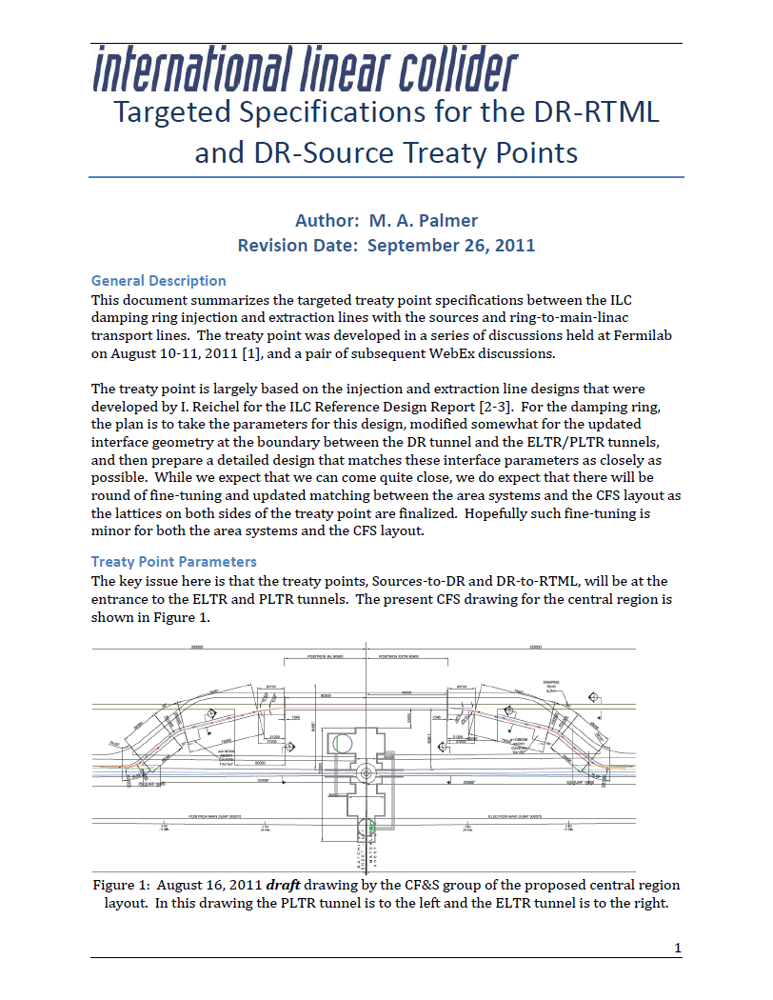 international linear collider
Targeted Specifications for the DR-RTML
and DR-Source Treaty Points
Author: M. A. Palmer
Revision Date: September 26, 2011
General Description
This document summarizes the targeted treaty point specifications between the ILC
damping ring injection and extraction lines with the sources and ring-to-main-linac
transport lines. The treaty point was developed in a series of discussions held at Fermilab
on August 10-11, 2011 [1], and a pair of subsequent WebEx discussions.
The treaty point is largely based on the injection and extraction line designs that were
developed by I. Reichel for the ILC Reference Design Report [2-3]. For the damping ring,
the plan is to take the parameters for this design, modified somewhat for the updated
interface geometry at the boundary between the DR tunnel and the ELTR/PLTR tunnels,
and then prepare a detailed design that matches these interface parameters as closely as
possible. While we expect that we can come quite close, we do expect that there will be
round of fine-tuning and updated matching between the area systems and the CFS layout as
the lattices on both sides of the treaty point are finalized. Hopefully such fine-tuning is
minor for both the area systems and the CFS layout.
Treaty Point Parameters
The key issue here is that the treaty points, Sources-to-DR and DR-to-RTML, will be at the
entrance to the ELTR and PLTR tunnels. The present CFS drawing for the central region is
shown in Figure 1.
POSITRON INJ 80900 POSITRON EXTR 80900
DAMPING
RING
POSITRON MAIN DUMP ELECTRON MAIN DUMP
Figure 1: August 16, 2011 draft drawing by the CF&S group of the proposed central region
layout. In this drawing the PLTR tunnel is to the left and the ELTR tunnel is to the right.
1